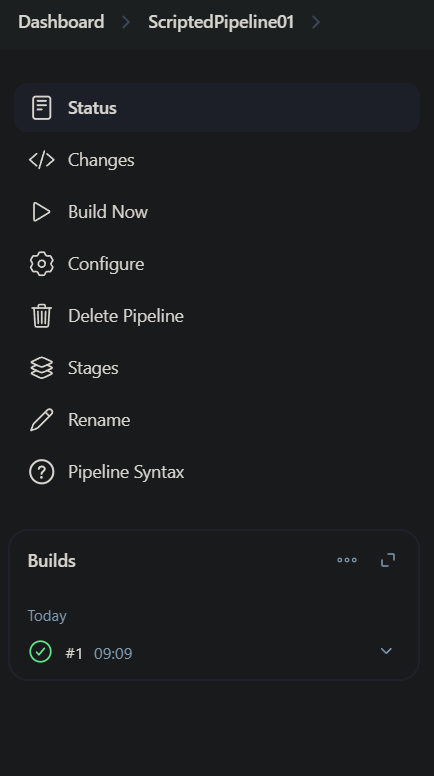 Dashboard > ScriptedPipeline01 >
Status
Changes
Build Now
Configure
Delete Pipeline
Stages
Rename
Pipeline Syntax
Builds
Today
#1 09:09